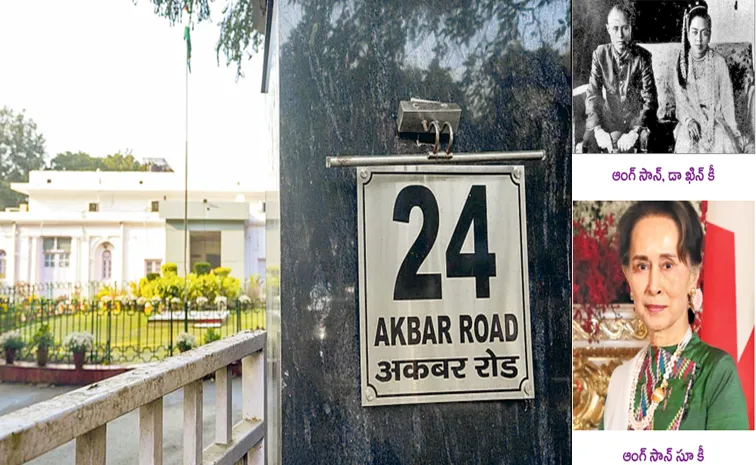 24
AKBAR ROAD
अकबर रोड
ఆంగ్ సాన్, డా ఖిన్ కీ
ఆంగ్ సాన్ సూ కీ